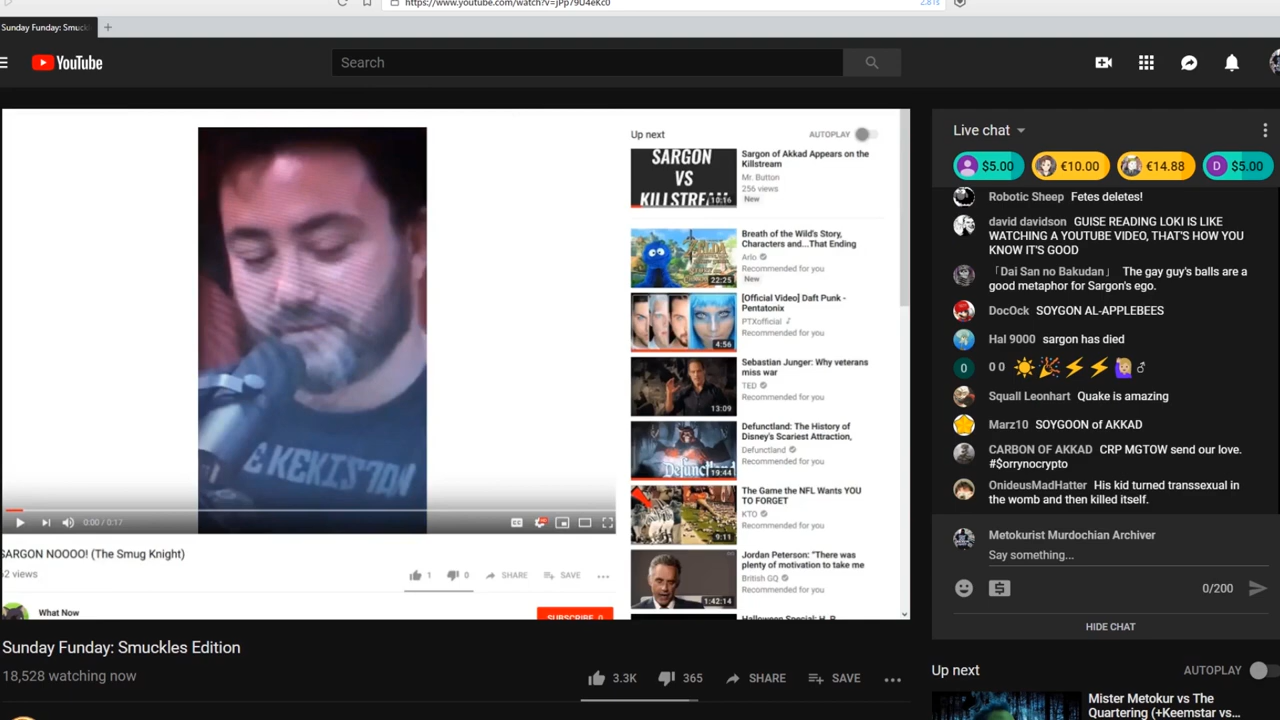 https://www.youtube.com/watch?v=jPp79U4eKc0
2.81s
Sunday Funday: Smuck
YouTube
Search
Up next
AUTOPLAY
SARGON
VS
KILLSTREAM
10:16
Sargon of Akkad Appears on the
Killstream
Mr. Button
256 views
New
22:25
Breath of the Wild's Story,
Characters and...That Ending
Arlo
Recommended for you
New
4:56
[Official Video] Daft Punk -
Pentatonix
PTXofficial
Recommended for you
13:09
Sebastian Junger: Why veterans
miss war
TED
Recommended for you
Defunctland
19:44
Defunctland: The History of
Disney's Scariest Attraction,
Defunctland
Recommended for you
9:11
The Game the NFL Wants YOU
TO FORGET
KTO
Recommended for you
1:42:14
Jordan Peterson: "There was
plenty of motivation to take me
British GQ
Recommended for you
Halloween Special: H. P.
0:00 / 0:17
SARGON NOOOO! (The Smug Knight)
62 views
1
0
SHARE
SAVE
What Now
SUBSCRIBE 0
Sunday Funday: Smuckles Edition
18,528 watching now
3.3K
365
SHARE
SAVE
Live chat
$5.00
€10.00
€14.88
D $5.00
Robotic Sheep Fetes deletes!
david davidson GUISE READING LOKI IS LIKE
WATCHING A YOUTUBE VIDEO, THAT'S HOW YOU
KNOW IT'S GOOD
「Dai San no Bakudan」 The gay guy's balls are a
good metaphor for Sargon's ego.
DocOck SOYGON AL-APPLEBEES
Hal 9000 sargon has died
0 0 0 ☀️🎉⚡⚡🙋🏼♂
Squall Leonhart Quake is amazing
Marz10 SOYGOON of AKKAD
CARBON OF AKKAD CRP MGTOW send our love.
#$orrynocrypto
OnideusMadHatter His kid turned transsexual in
the womb and then killed itself.
Metokurist Murdochian Archiver
Say something...
0/200
HIDE CHAT
Up next
AUTOPLAY
Mister Metokur vs The
Quartering (+Keemstar vs...